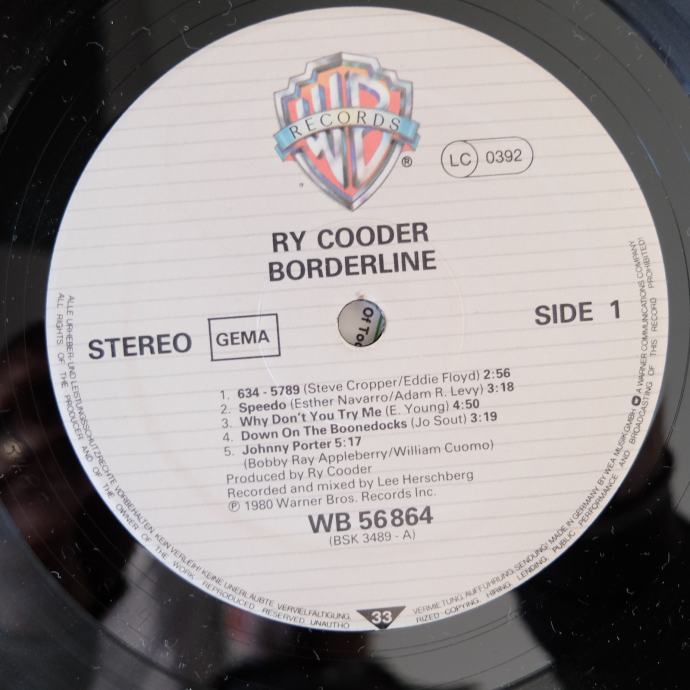 RECORDS
®
LC 0392
RY COODER
BORDERLINE
STEREO
GEMA
SIDE 1
Of
1. 634 - 5789 (Steve Cropper/Eddie Floyd) 2:56
2. Speedo (Esther Navarro/Adam R. Levy) 3:18
3. Why Don't You Try Me (E. Young) 4:50
4. Down On The Boonedocks (Jo Sout) 3:19
5. Johnny Porter 5:17
(Bobby Ray Appleberry/William Cuomo)
Produced by Ry Cooder
Recorded and mixed by Lee Herschberg
℗ 1980 Warner Bros. Records Inc.
WB 56864
(BSK 3489 - A)
33
ALLE URHEBER- UND LEISTUNGSSCHUTZRECHTE VORBEHALTEN. KEIN VERLEIH! KEINE UNERLAUBTE VERVIELFÄLTIGUNG,
VERMIETUNG, AUFFÜHRUNG, SENDUNG! MADE IN GERMANY BY WEA MUSIK GMBH A WARNER COMMUNICATIONS COMPANY
ALL RIGHTS OF THE PRODUCER AND OF THE OWNER OF THE WORK REPRODUCED RESERVED. UNAUTHO
RIZED COPYING, HIRING, LENDING, PUBLIC PERFORMANCE AND BROADCASTING OF THIS RECORD PROHIBITED!